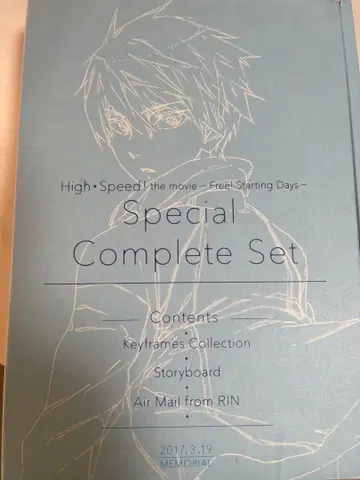 High・Speed! the movie – Free! Starting Days –
Special
Complete Set
Contents
Keyframes Collection
Storyboard
Air Mail from RIN
2017.3.19
MEMORIAL